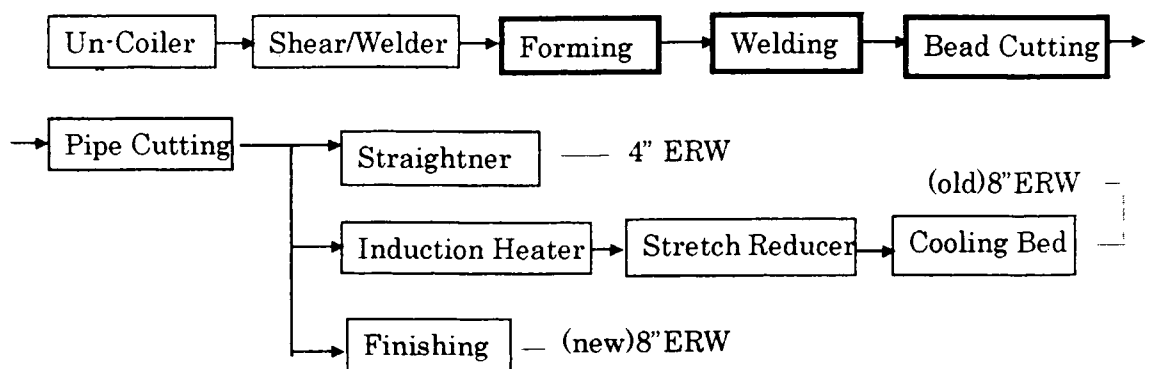 Un-Coiler Shear/Welder Forming Welding Bead Cutting
Pipe Cutting
Straightner 4" ERW
(old)8"ERW
Induction Heater Stretch Reducer Cooling Bed
Finishing (new)8"ERW